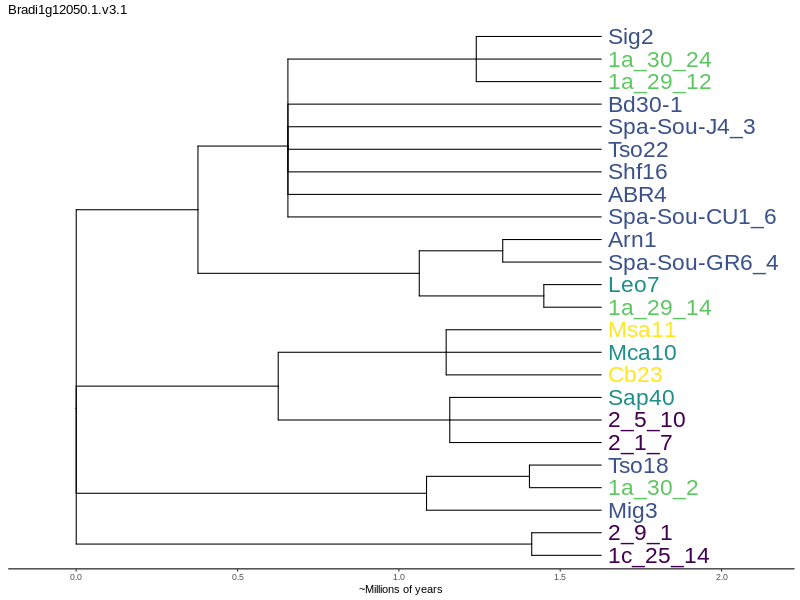 Bradi1g12050.1.v3.1
Sig2
1a_30_24
1a_29_12
Bd30-1
Spa-Sou-J4_3
Tso22
Shf16
ABR4
Spa-Sou-CU1_6
Arn1
Spa-Sou-GR6_4
Leo7
1a_29_14
Msa11
Mca10
Cb23
Sap40
2_5_10
2_1_7
Tso18
1a_30_2
Mig3
2_9_1
1c_25_14
0.0 0.5 1.0 1.5 2.0
~Millions of years